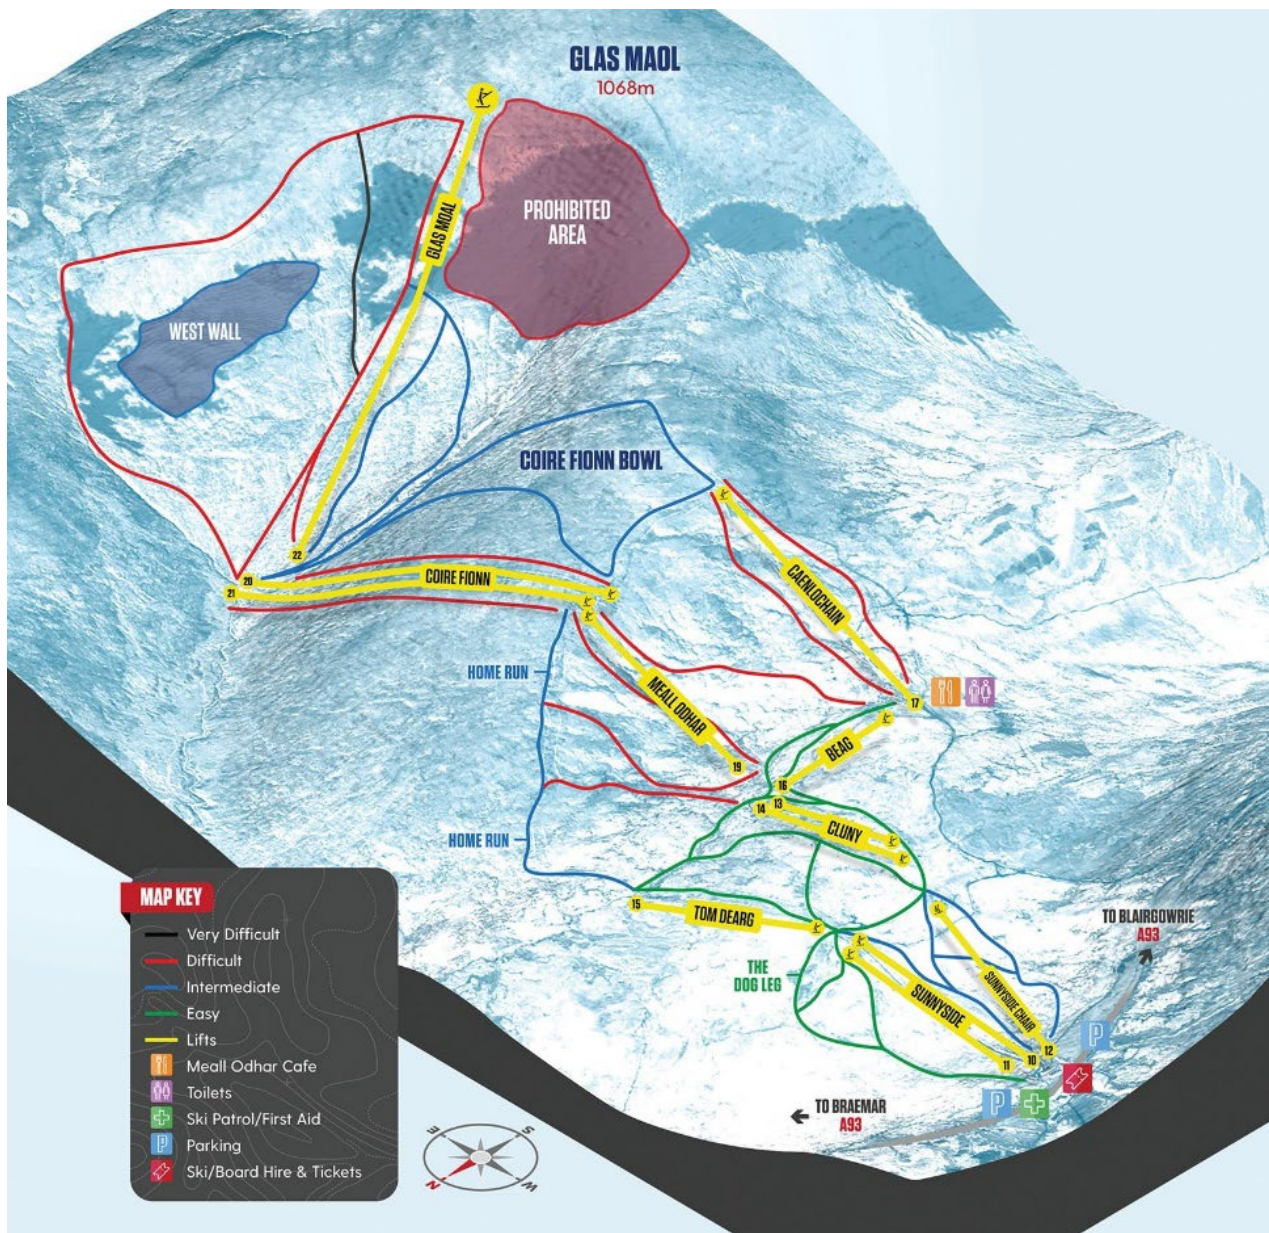 GLAS MAOL
1068m
PROHIBITED
AREA
GLAS MOAL
WEST WALL
COIRE FIONN BOWL
22
20
21
COIRE FIONN
CAENLOCHAIN
HOME RUN
MEALL ODHAR
17
BEAG
19
16
14
13
CLUNY
HOME RUN
15
TOM DEARG
THE
DOG LEG
SUNNYSIDE
SUNNYSIDE CHAIR
11
10
12
TO BLAIRGOWRIE
A93
P
P
TO BRAEMAR
A93
MAP KEY
Very Difficult
Difficult
Intermediate
Easy
Lifts
Meall Odhar Cafe
Toilets
Ski Patrol/First Aid
P Parking
Ski/Board Hire & Tickets
E
S
N
W